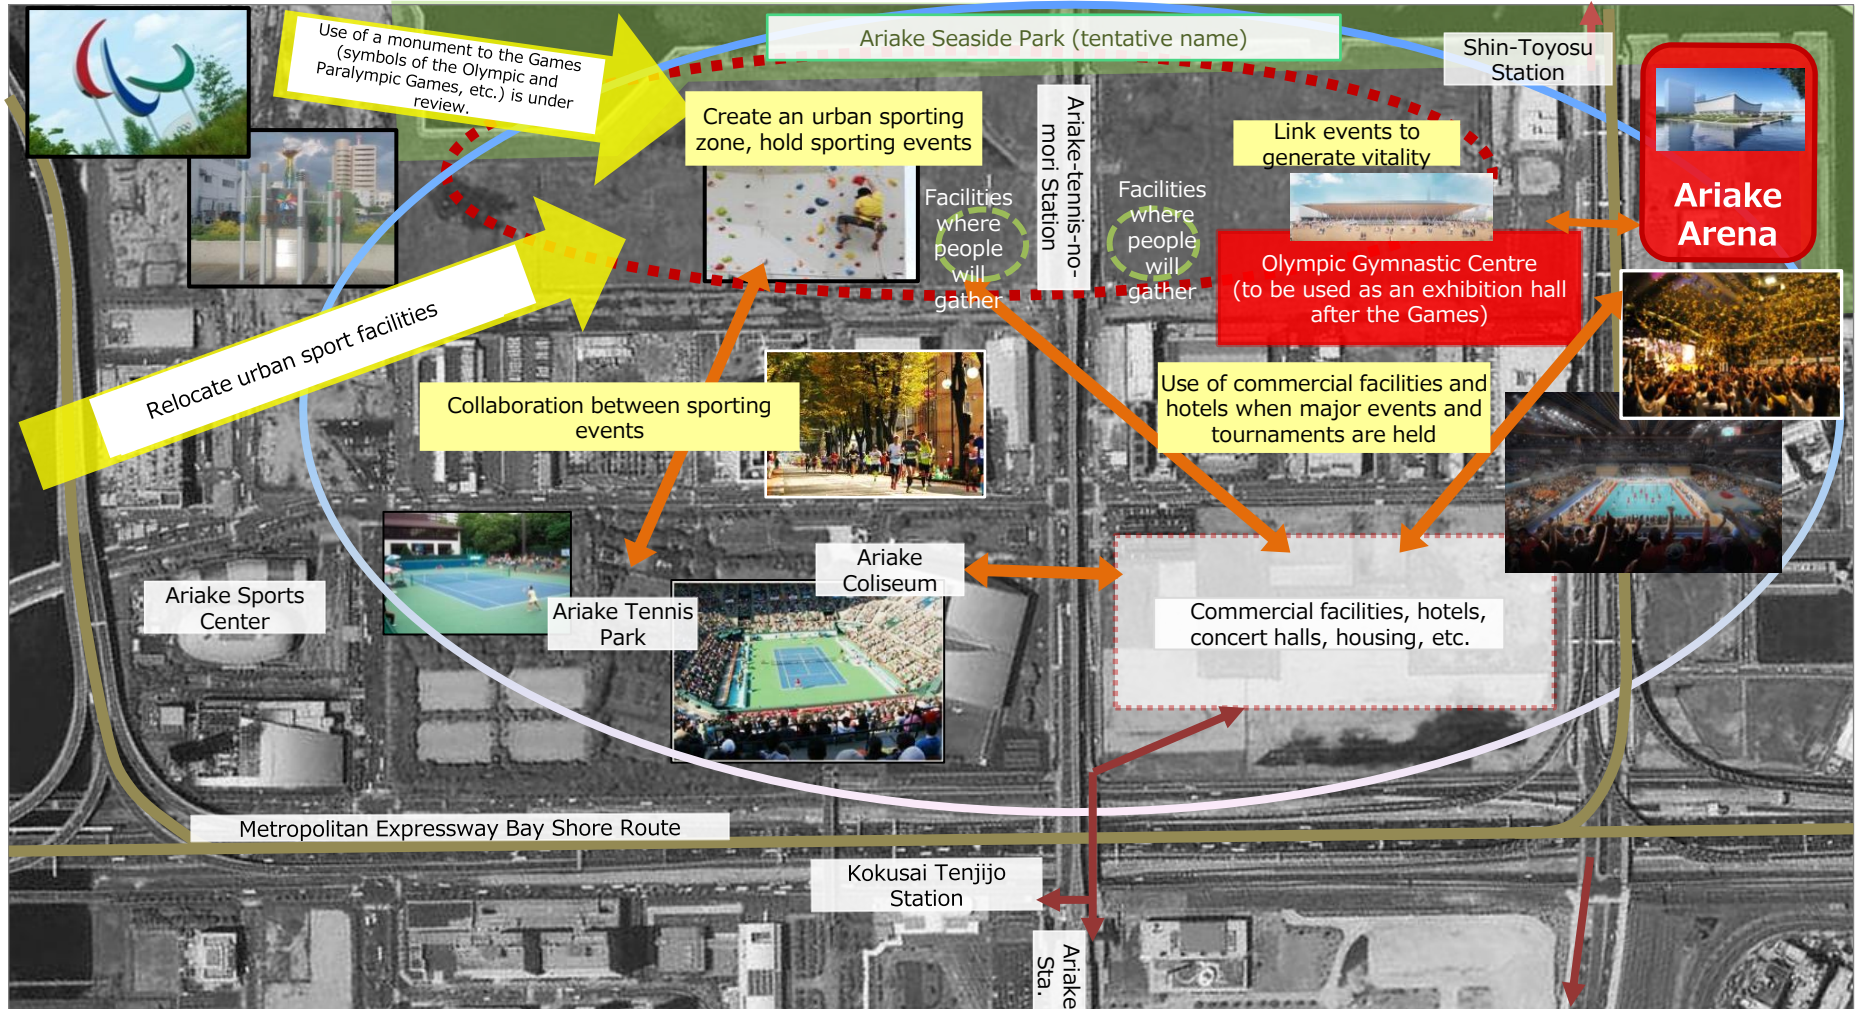 Use of a monument to the Games
(symbols of the Olympic and
Paralympic Games, etc.) is under
review.
Ariake Seaside Park (tentative name)
Shin-Toyosu
Station
Ariake
Arena
Create an urban sporting
zone, hold sporting events
Ariake-tennis-no-
mori Station
Link events to
generate vitality
Facilities
where
people
will
gather
Facilities
where
people
will
gather
Olympic Gymnastic Centre
(to be used as an exhibition hall
after the Games)
Relocate urban sport facilities
Collaboration between sporting
events
Use of commercial facilities and
hotels when major events and
tournaments are held
Ariake
Coliseum
Ariake Sports
Center
Ariake Tennis
Park
Commercial facilities, hotels,
concert halls, housing, etc.
Metropolitan Expressway Bay Shore Route
Kokusai Tenjijo
Station
Ariake
Sta.